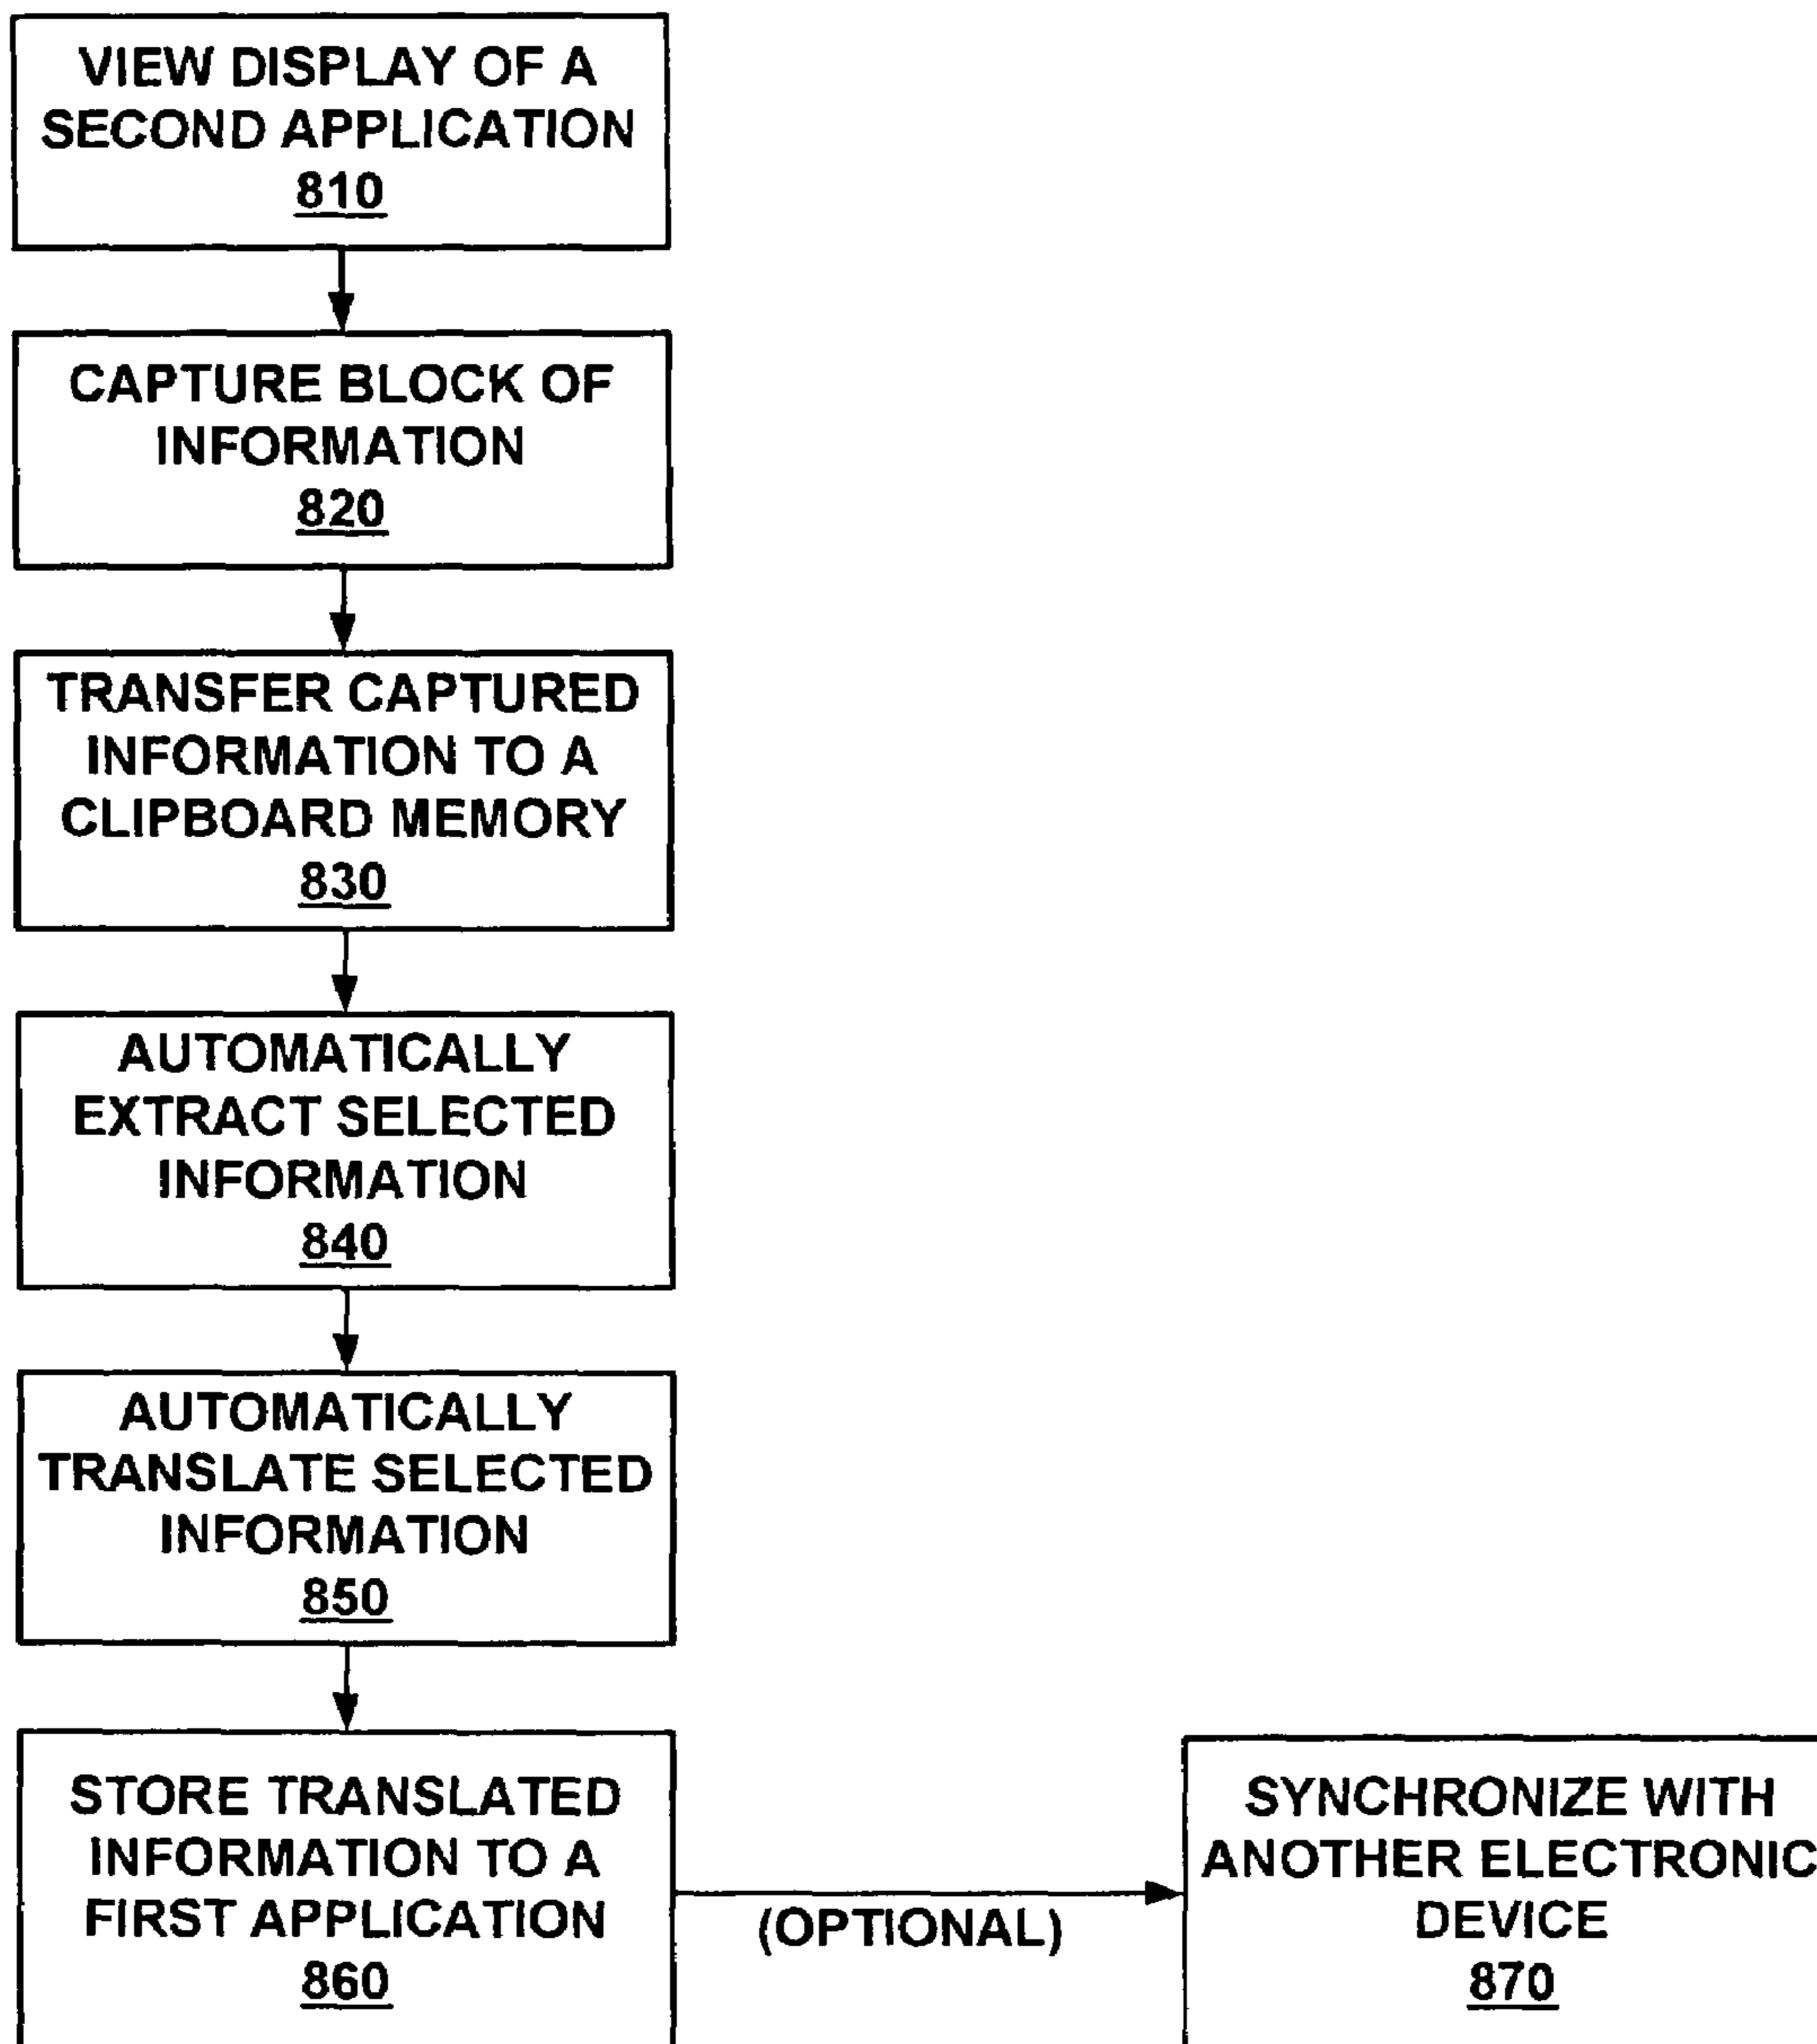 VIEW DISPLAY OF A
SECOND APPLICATION
810
CAPTURE BLOCK OF
INFORMATION
820
TRANSFER CAPTURED
INFORMATION TO A
CLIPBOARD MEMORY
830
AUTOMATICALLY
EXTRACT SELECTED
INFORMATION
840
AUTOMATICALLY
TRANSLATE SELECTED
INFORMATION
850
STORE TRANSLATED
INFORMATION TO A
FIRST APPLICATION
860
(OPTIONAL)
SYNCHRONIZE WITH
ANOTHER ELECTRONIC
DEVICE
870